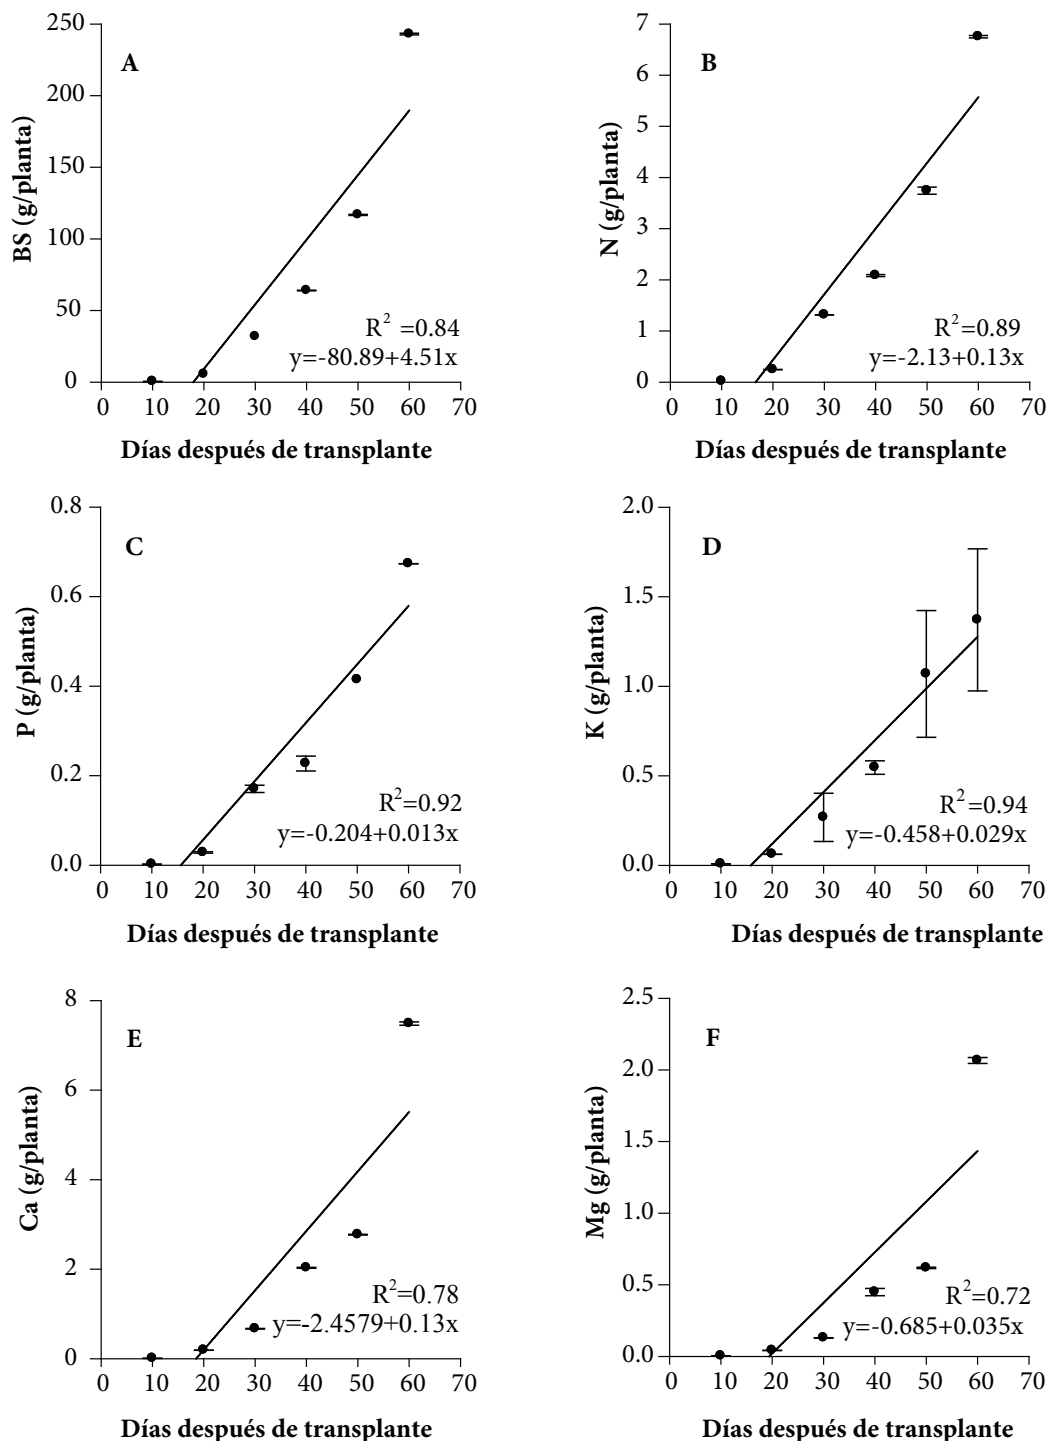 A
BS (g/planta)
250
200
150
100
50
0
R² =0.84
y=-80.89+4.51x
0 10 20 30 40 50 60 70
Días después de transplante
B
N (g/planta)
7
6
5
4
3
2
1
0
R²=0.89
y=-2.13+0.13x
0 10 20 30 40 50 60 70
Días después de transplante
C
P (g/planta)
0.8
0.6
0.4
0.2
0.0
R²=0.92
y=-0.204+0.013x
0 10 20 30 40 50 60 70
Días después de transplante
D
K (g/planta)
2.0
1.5
1.0
0.5
0.0
R²=0.94
y=-0.458+0.029x
0 10 20 30 40 50 60 70
Días después de transplante
E
Ca (g/planta)
8
6
4
2
0
R²=0.78
y=-2.4579+0.13x
0 10 20 30 40 50 60 70
Días después de transplante
F
Mg (g/planta)
2.5
2.0
1.5
1.0
0.5
0.0
R²=0.72
y=-0.685+0.035x
0 10 20 30 40 50 60 70
Días después de transplante